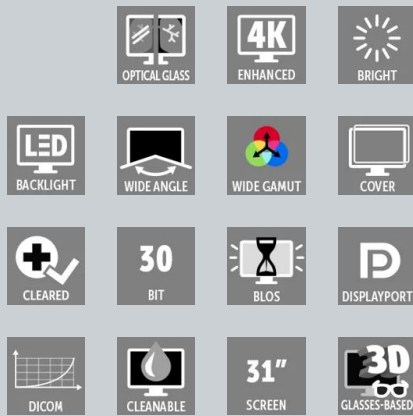 OPTICAL GLASS
4K
ENHANCED
BRIGHT
LED
BACKLIGHT
WIDE ANGLE
WIDE GAMUT
COVER
CLEARED
30
BIT
BLOS
D
DISPLAYPORT
DICOM
CLEANABLE
31"
SCREEN
3D
GLASSES-BASED